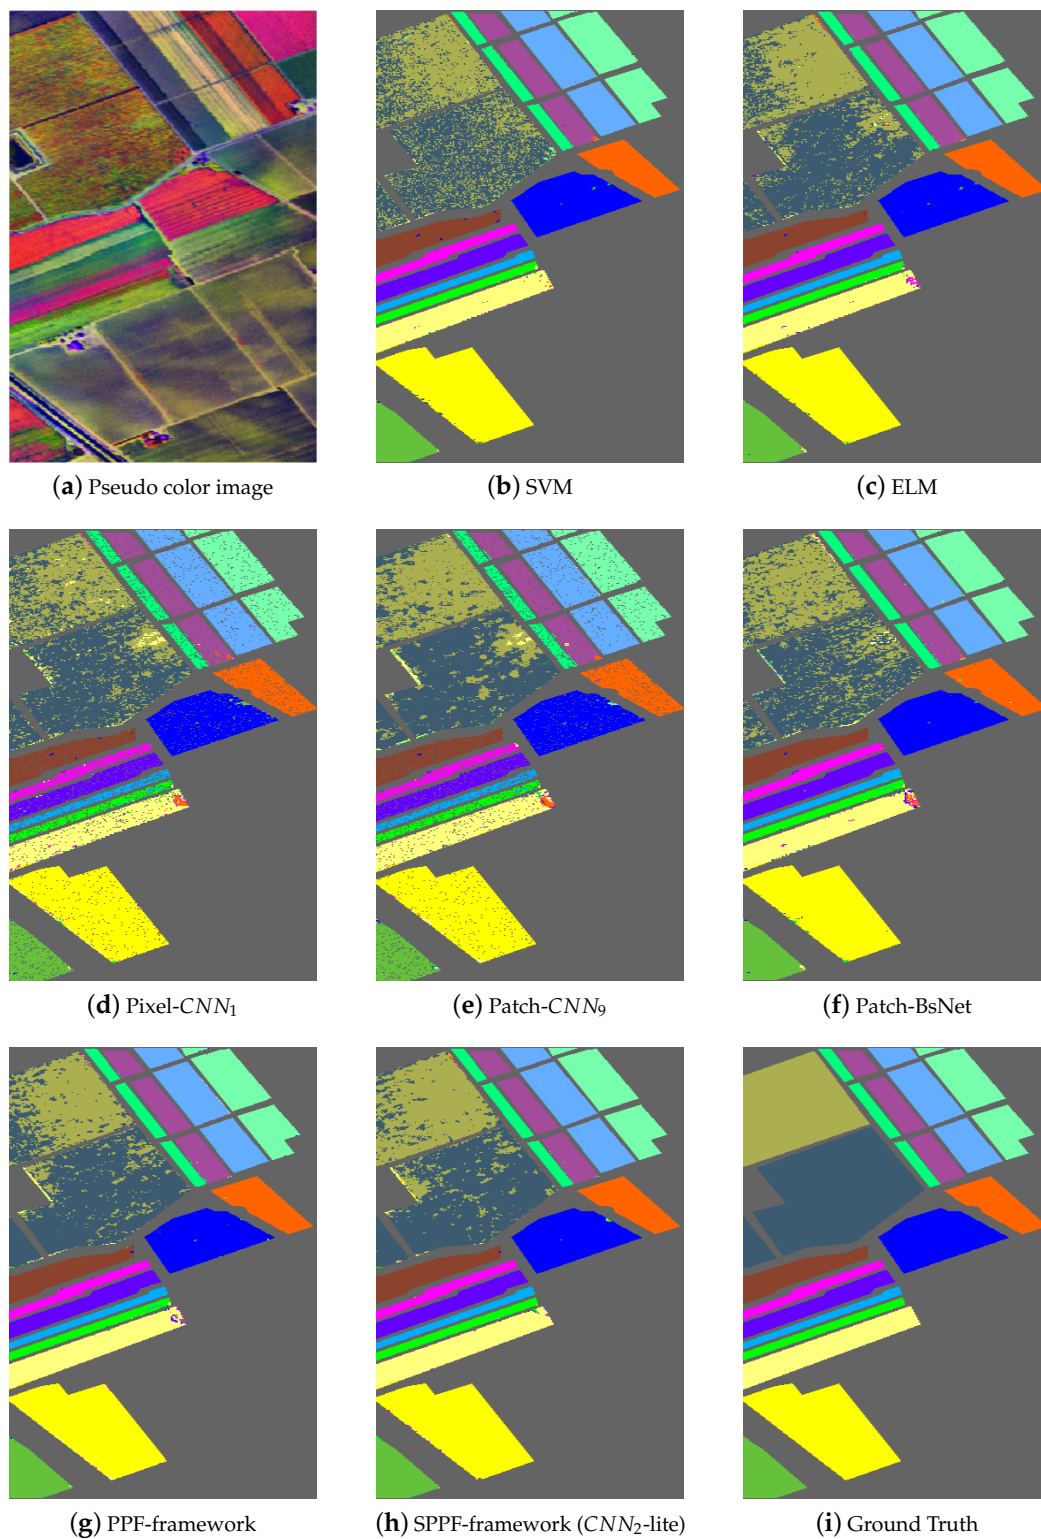 (a) Pseudo color image
(b) SVM
(c) ELM
(d) Pixel-CNN₁
(e) Patch-CNN₉
(f) Patch-BsNet
(g) PPF-framework
(h) SPPF-framework (CNN₂-lite)
(i) Ground Truth